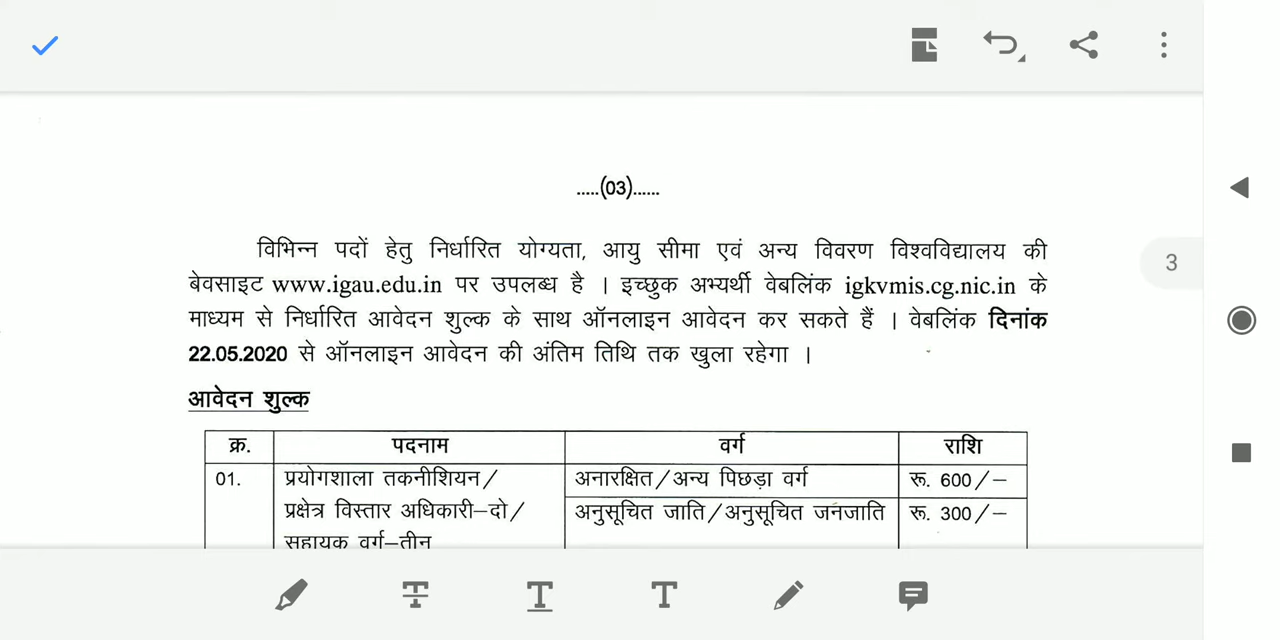 .....(03)......
3
विभिन्न पदों हेतु निर्धारित योग्यता, आयु सीमा एवं अन्य विवरण विश्वविद्यालय की
बेवसाइट www.igau.edu.in पर उपलब्ध है । इच्छुक अभ्यर्थी वेबलिंक igkvmis.cg.nic.in के
माध्यम से निर्धारित आवेदन शुल्क के साथ ऑनलाइन आवेदन कर सकते हैं । वेबलिंक दिनांक
22.05.2020 से ऑनलाइन आवेदन की अंतिम तिथि तक खुला रहेगा ।
आवेदन शुल्क
क्र. पदनाम वर्ग राशि
01. प्रयोगशाला तकनीशियन/ अनारक्षित/अन्य पिछड़ा वर्ग रू. 600/–
प्रक्षेत्र विस्तार अधिकारी–दो/ अनुसूचित जाति/अनुसूचित जनजाति रू. 300/–
सहायक वर्ग–तीन